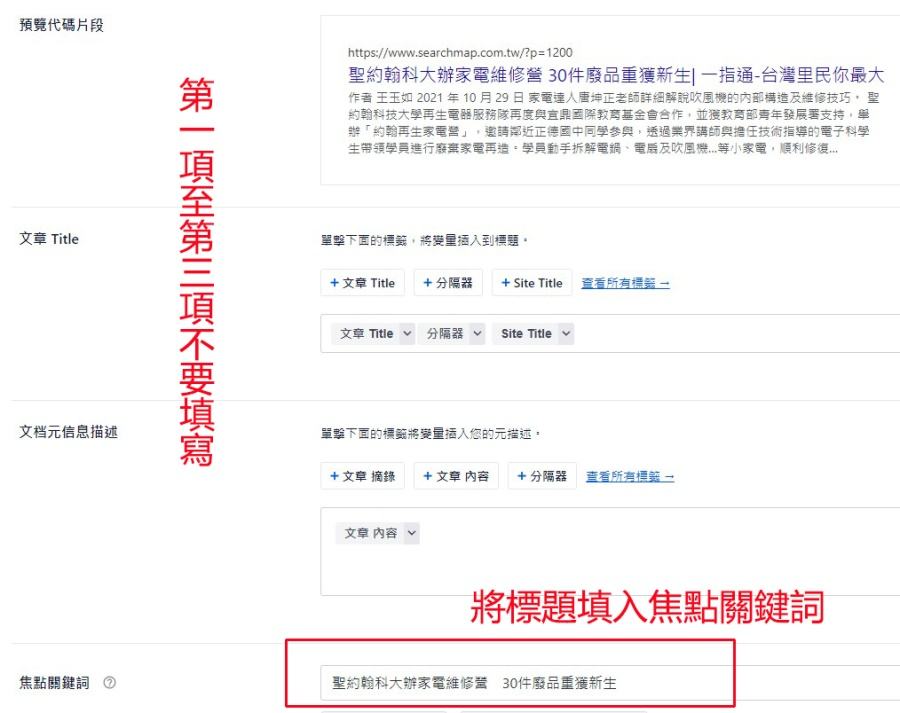 預覽代碼片段
https://www.searchmap.com.tw/?p=1200
聖約翰科大辦家電維修營 30件廢品重獲新生| 一指通-台灣里民你最大
作者 王玉如 2021 年 10 月 29 日 家電達人唐坤正老師詳細解說吹風機的內部構造及維修技巧。 聖
約翰科技大學再生電器服務隊再度與宜鼎國際教育基金會合作，並獲教育部青年發展署支持，舉
辦「約翰再生家電營」，邀請鄰近正德國中同學參與，透過業界講師與擔任技術指導的電子科學
生帶領學員進行廢棄家電再造。學員動手拆解電鍋、電扇及吹風機...等小家電，順利修復...
第一項至第三項不要填寫
文章 Title
單擊下面的標籤，將變量插入到標題。
+ 文章 Title + 分隔器 + Site Title 查看所有標籤 →
文章 Title 分隔器 Site Title
文档元信息描述
單擊下面的標籤將變量插入您的元描述。
+ 文章 摘錄 + 文章 內容 + 分隔器 查看所有標籤 →
文章 內容
將標題填入焦點關鍵詞
焦點關鍵詞 ?
聖約翰科大辦家電維修營 30件廢品重獲新生